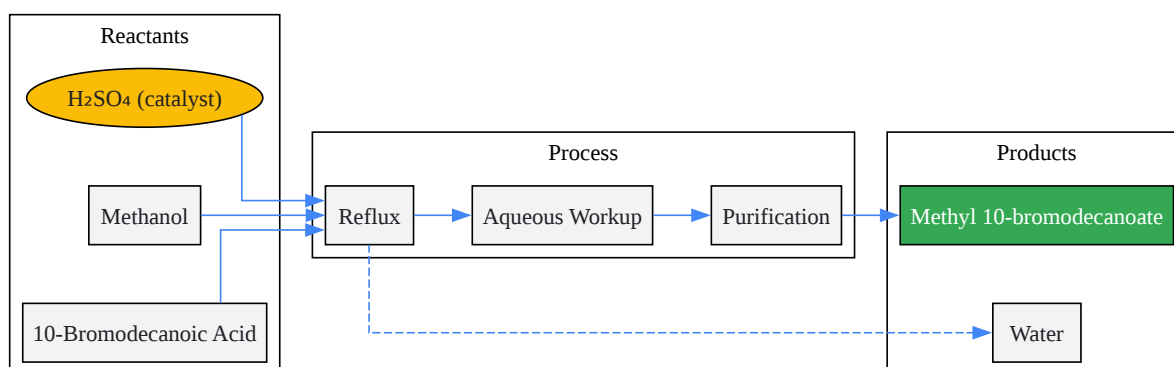 Reactants
H₂SO₄ (catalyst)
Methanol
10-Bromodecanoic Acid
Process
Reflux
Aqueous Workup
Purification
Products
Methyl 10-bromodecanoate
Water